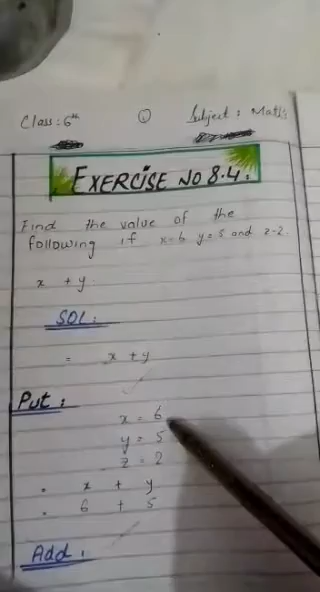 Class: 6th Q Subject: Maths
EXERCISE NO 8.4.
Find the value of the
following if x=6 y=5 and z=2.
x + y.
SOL:
= x + y
Put:
x = 6
y = 5
z = 2
= x + y
= 6 + 5
Add.